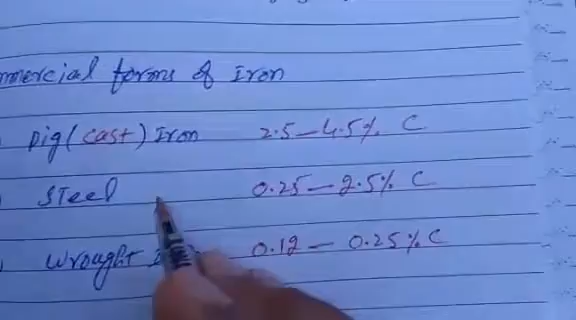 mmercial forms of Iron
Pig (cast) Iron 2.5-4.5% C
Steel 0.25-2.5% C
Wrought 0.12 - 0.25% C